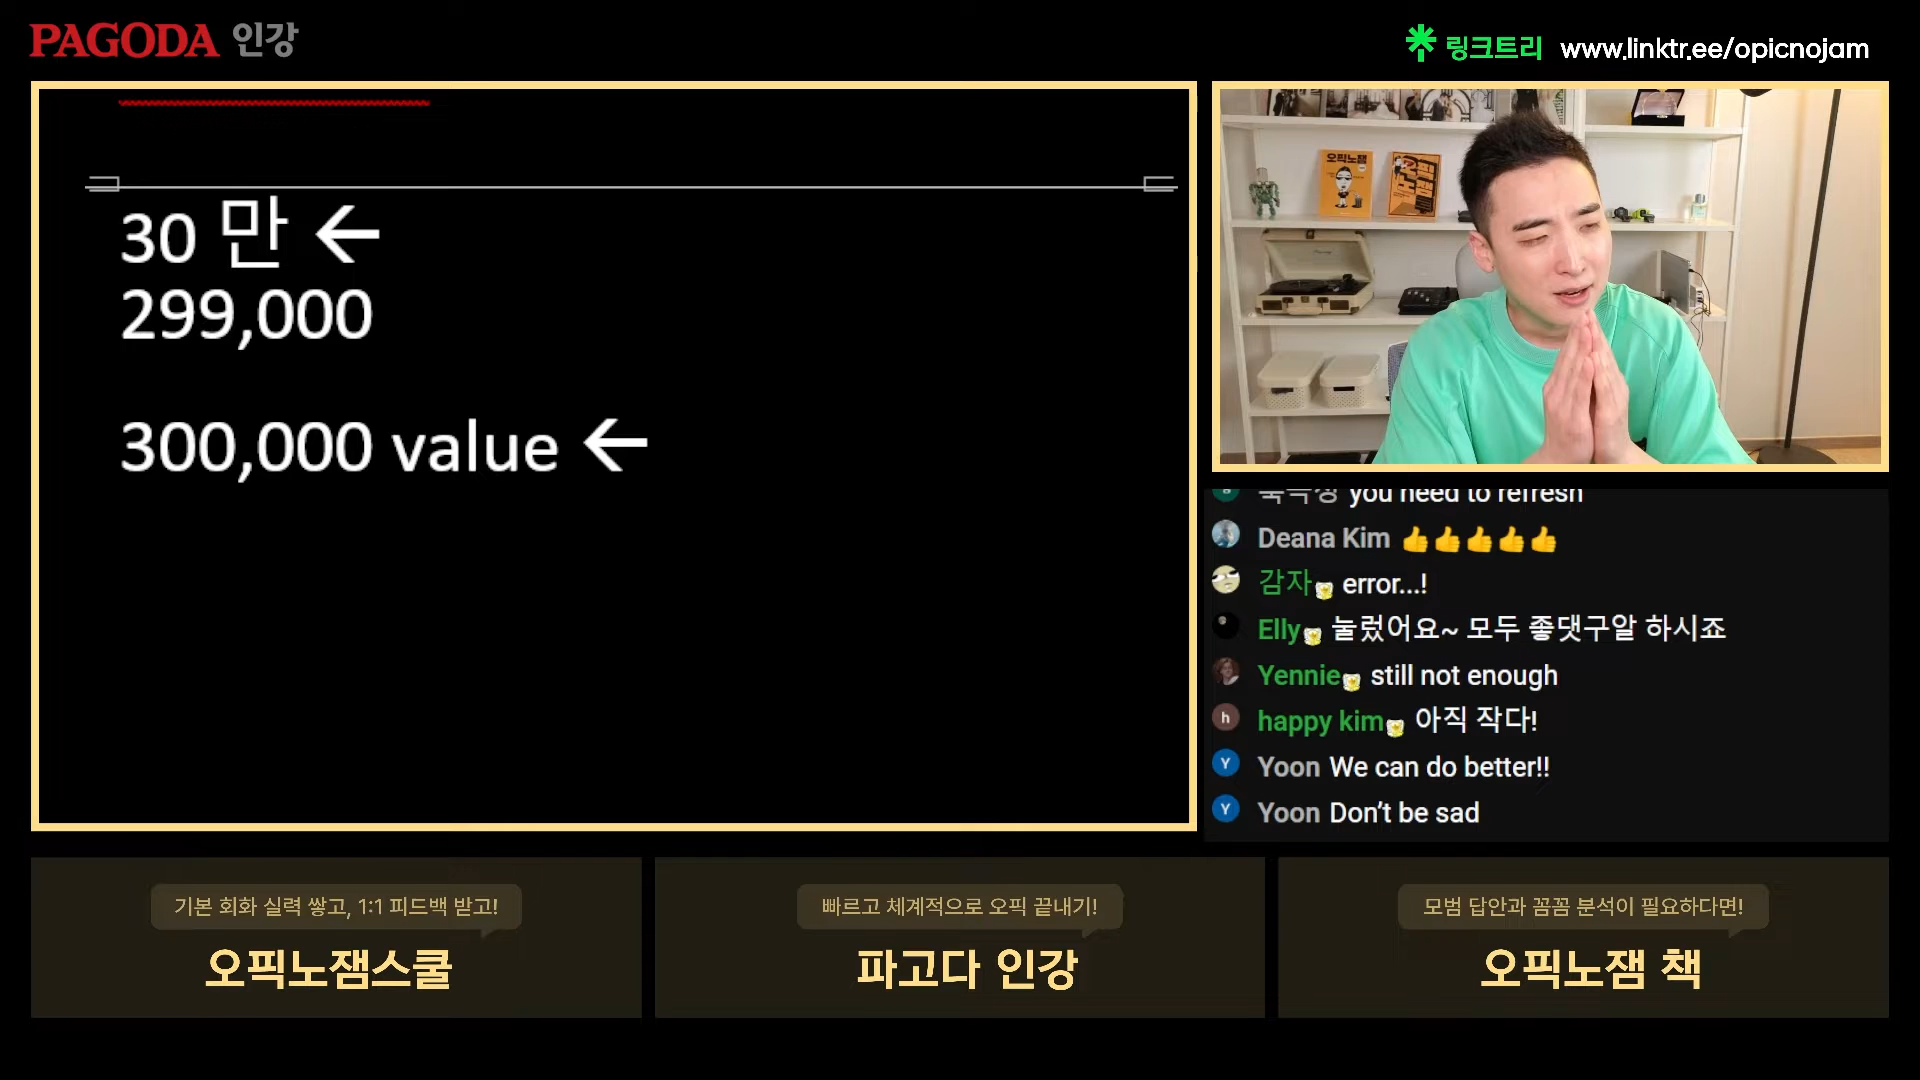 PAGODA 인강
링크트리 www.linktr.ee/opicnojam
30 만 ←
299,000
300,000 value ←
오픽노잼
you need to refresh
Deana Kim 👍👍👍👍👍
감자 error...!
Elly 눌렀어요~ 모두 좋댓구알 하시죠
Yennie still not enough
h happy kim 아직 작다!
Y Yoon We can do better!!
Y Yoon Don’t be sad
기본 회화 실력 쌓고, 1:1 피드백 받고!
오픽노잼스쿨
빠르고 체계적으로 오픽 끝내기!
파고다 인강
모범 답안과 꼼꼼 분석이 필요하다면!
오픽노잼 책